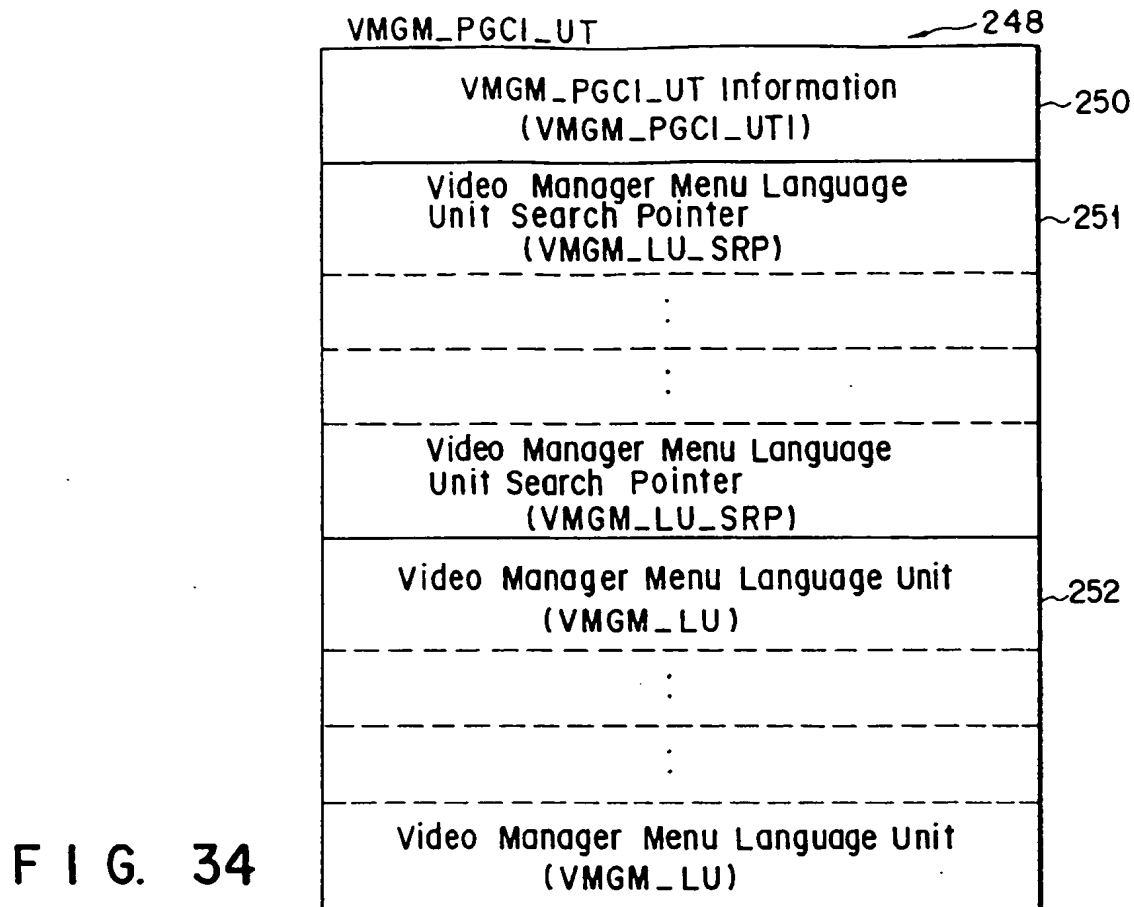 VMGM_PGCI_UT
248
VMGM_PGCI_UT Information
(VMGM_PGCI_UTI)
250
Video Manager Menu Language
Unit Search Pointer
(VMGM_LU_SRP)
251
Video Manager Menu Language
Unit Search Pointer
(VMGM_LU_SRP)
Video Manager Menu Language Unit
(VMGM_LU)
252
Video Manager Menu Language Unit
(VMGM_LU)
FIG. 34